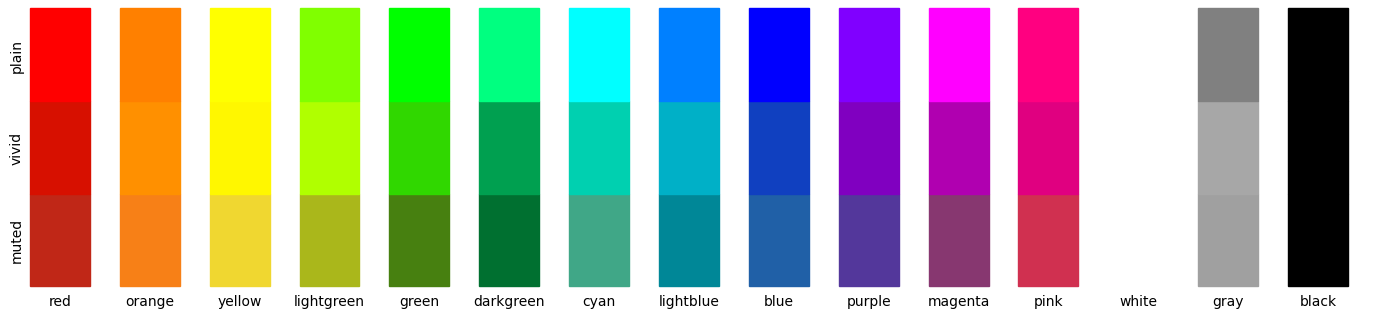 plain
vivid
muted
red orange yellow lightgreen green darkgreen cyan lightblue blue purple magenta pink white gray black